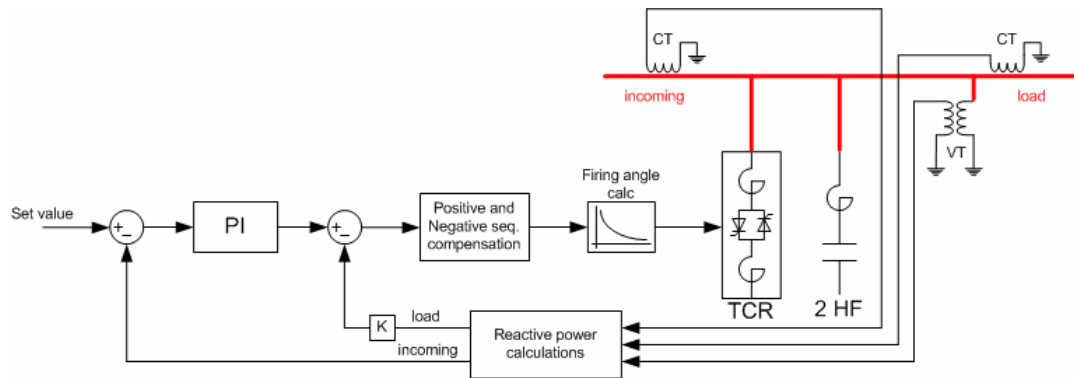 CT
CT
incoming
load
VT
Firing angle
calc
Set value
+
−
PI
+
−
Positive and
Negative seq.
compensation
TCR
2 HF
load
K
incoming
Reactive power
calculations